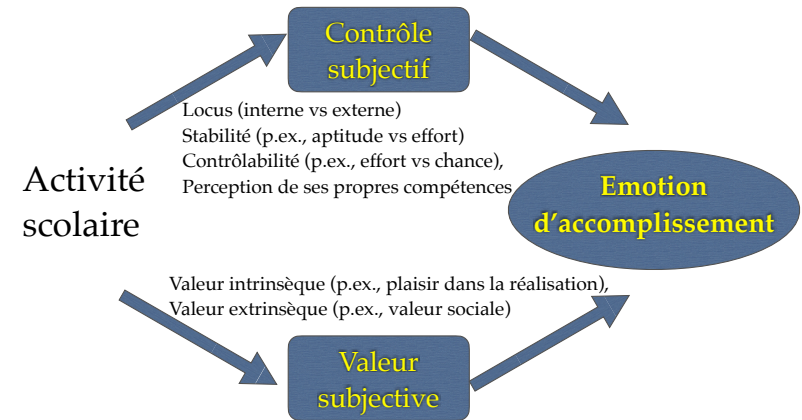 Contrôle
subjectif
Locus (interne vs externe)
Stabilité (p.ex., aptitude vs effort)
Contrôlabilité (p.ex., effort vs chance),
Perception de ses propres compétences
Activité
scolaire
Emotion
d'accomplissement
Valeur intrinsèque (p.ex., plaisir dans la réalisation),
Valeur extrinsèque (p.ex., valeur sociale)
Valeur
subjective